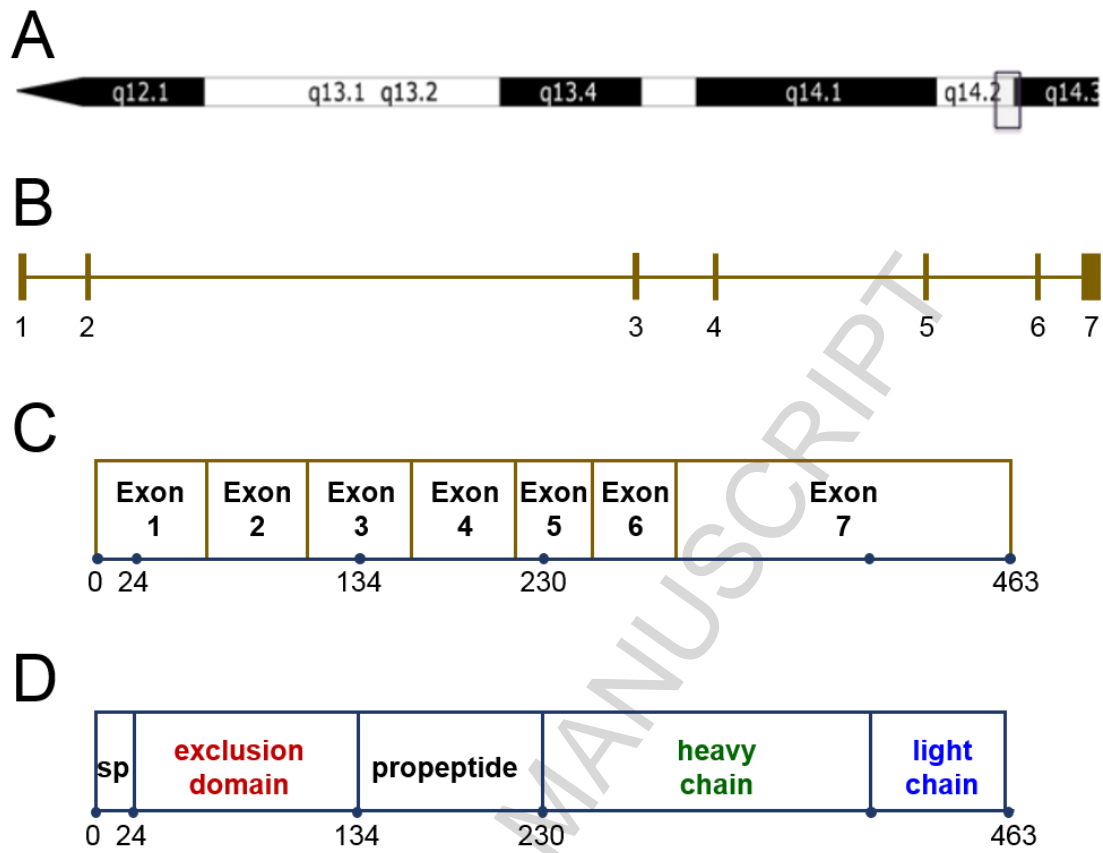 A
q12.1 q13.1 q13.2 q13.4 q14.1 q14.2 q14.3
B
1 2 3 4 5 6 7
C
Exon Exon Exon Exon Exon Exon Exon
1 2 3 4 5 6 7
0 24 134 230 463
D
sp
exclusion
domain
propeptide
heavy
chain
light
chain
0 24 134 230 463
MANUSCRIPT